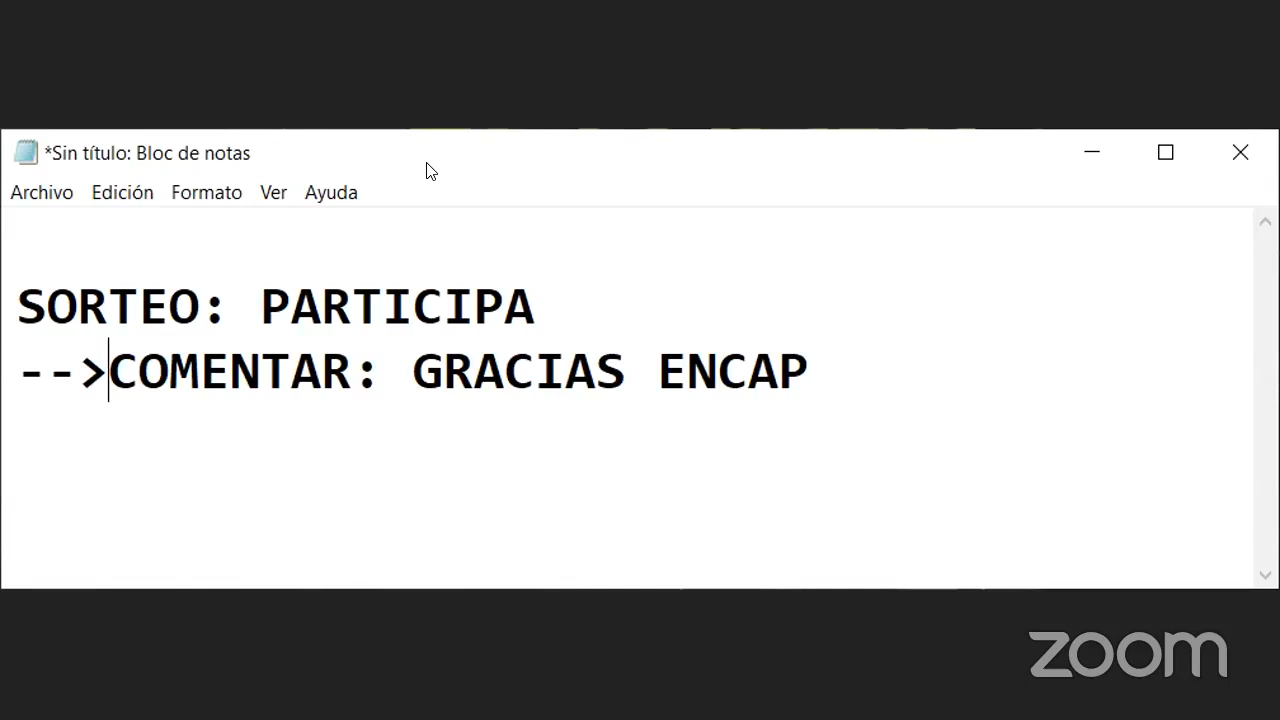 *Sin título: Bloc de notas
Archivo Edición Formato Ver Ayuda
SORTEO: PARTICIPA
-->COMENTAR: GRACIAS ENCAP
zoom